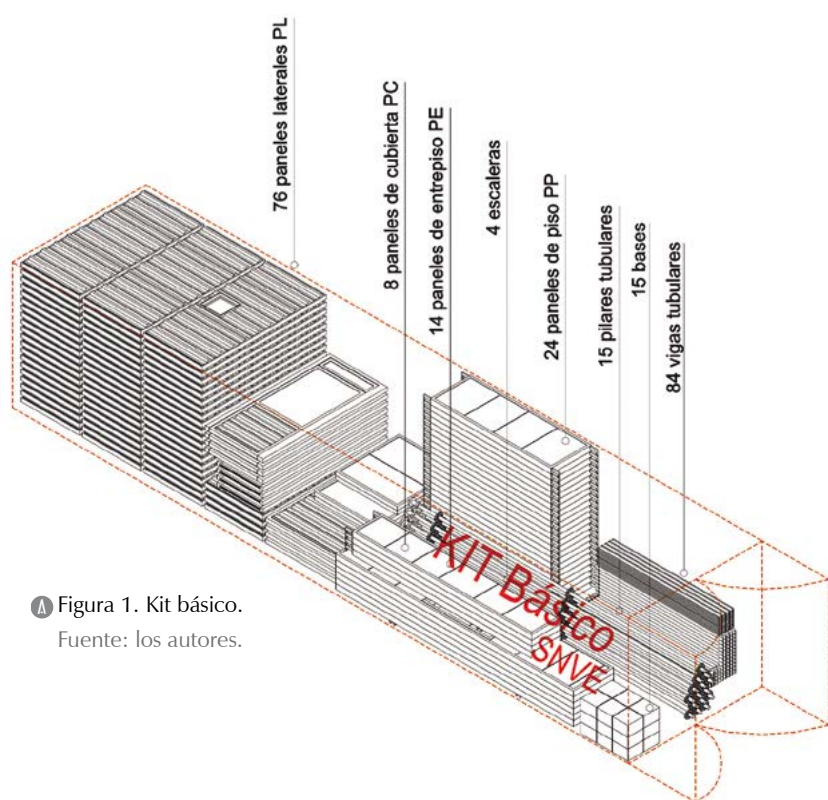 76 paneles laterales PL
8 paneles de cubierta PC
14 paneles de entrepiso PE
4 escaleras
24 paneles de piso PP
15 pilares tubulares
15 bases
84 vigas tubulares
KIT Básico
SNVE
Figura 1. Kit básico.
Fuente: los autores.